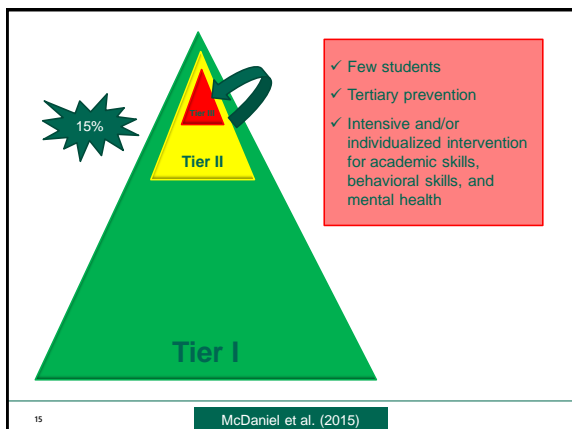 ✓ Few students
✓ Tertiary prevention
✓ Intensive and/or
individualized intervention
for academic skills,
behavioral skills, and
mental health
15%
Tier II
Tier I
15
McDaniel et al. (2015)